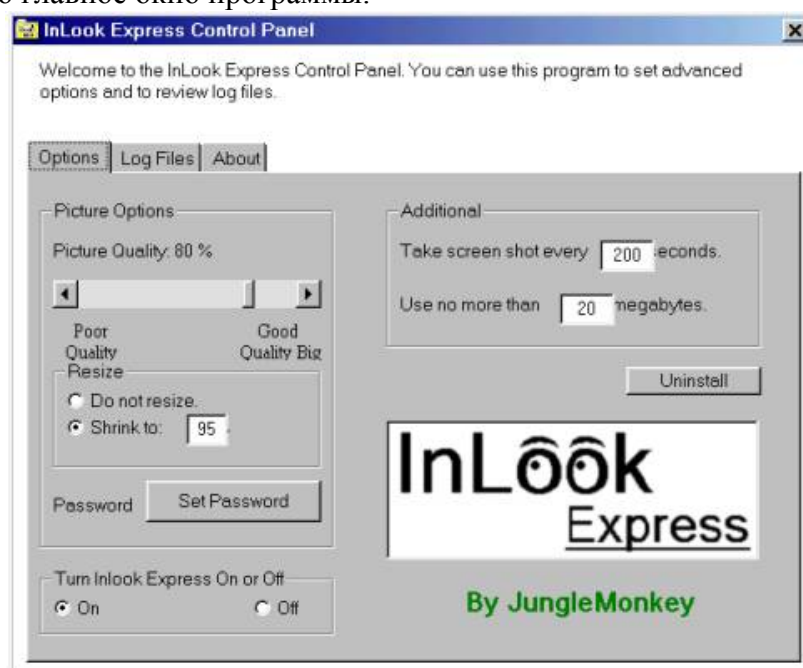 главное окно программы.
InLook Express Control Panel
Welcome to the InLook Express Control Panel. You can use this program to set advanced
options and to review log files.
Options Log Files About
Picture Options
Picture Quality: 80 %
Poor Quality
Good Quality Big
Resize
Do not resize.
Shrink to: 95
Password Set Password
Turn Inlook Express On or Off
On Off
Additional
Take screen shot every 200 econds.
Use no more than 20 megabytes.
Uninstall
InLook
Express
By JungleMonkey